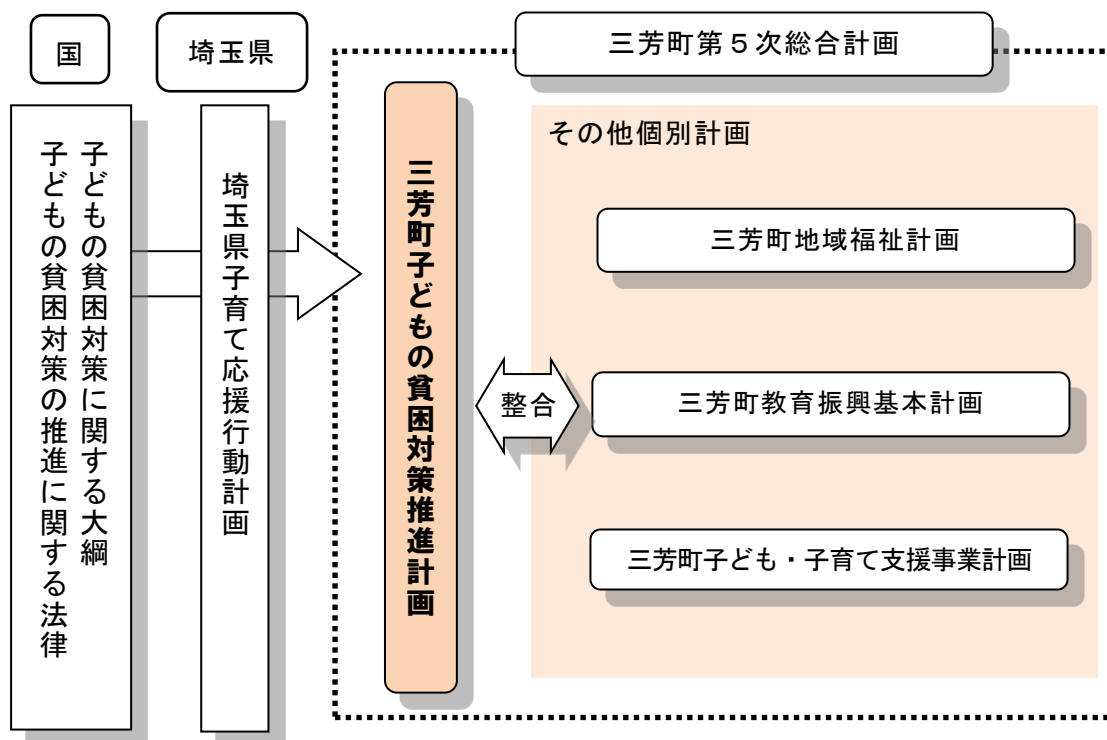 国
子どもの貧困対策に関する大綱
子どもの貧困対策の推進に関する法律
埼玉県
埼玉県子育て応援行動計画
三芳町第５次総合計画
三芳町子どもの貧困対策推進計画
整合
その他個別計画
三芳町地域福祉計画
三芳町教育振興基本計画
三芳町子ども・子育て支援事業計画